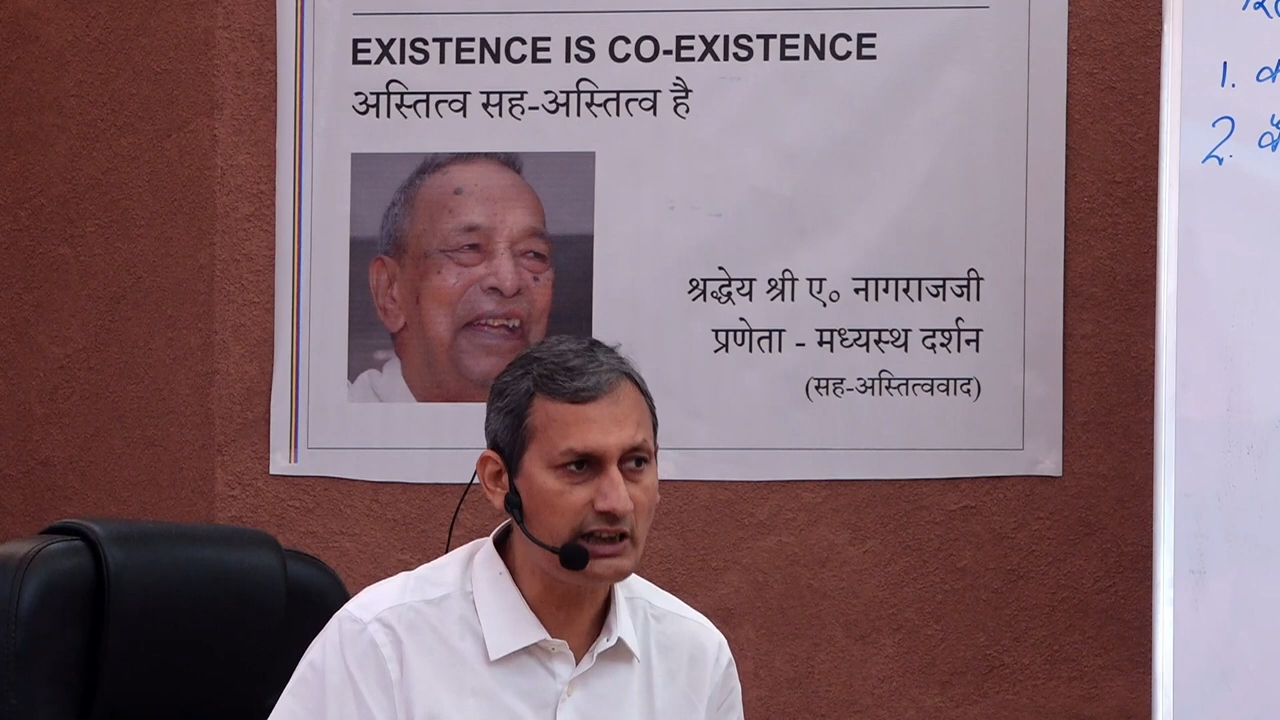 EXISTENCE IS CO-EXISTENCE
अस्तित्व सह-अस्तित्व है
श्रद्धेय श्री ए० नागराजजी
प्रणेता - मध्यस्थ दर्शन
(सह-अस्तित्ववाद)
1.
2.